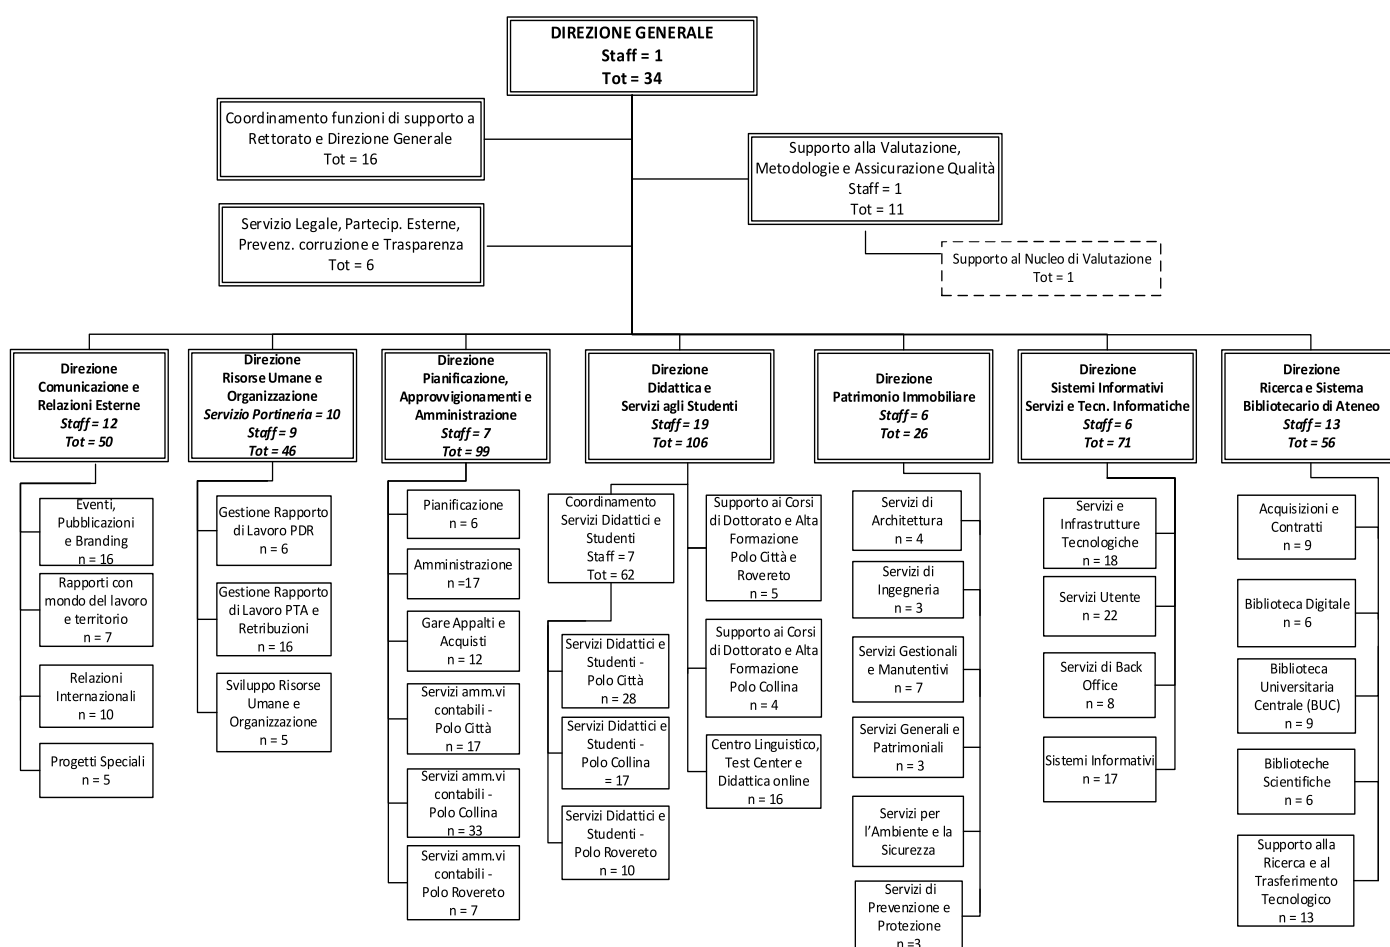 DIREZIONE GENERALE
Staff = 1
Tot = 34
Coordinamento funzioni di supporto a
Rettorato e Direzione Generale
Tot = 16
Supporto alla Valutazione,
Metodologie e Assicurazione Qualità
Staff = 1
Tot = 11
Servizio Legale, Partecip. Esterne,
Prevenz. corruzione e Trasparenza
Tot = 6
Supporto al Nucleo di Valutazione
Tot = 1
Direzione
Comunicazione e
Relazioni Esterne
Staff = 12
Tot = 50
Eventi,
Pubblicazioni
e Branding
n = 16
Rapporti con
mondo del lavoro
e territorio
n = 7
Relazioni
Internazionali
n = 10
Progetti Speciali
n = 5
Direzione
Risorse Umane e
Organizzazione
Servizio Portineria = 10
Staff = 9
Tot = 46
Gestione Rapporto
di Lavoro PDR
n = 6
Gestione Rapporto
di Lavoro PTA e
Retribuzioni
n = 16
Sviluppo Risorse
Umane e
Organizzazione
n = 5
Direzione
Pianificazione,
Approvvigionamenti e
Amministrazione
Staff = 7
Tot = 99
Pianificazione
n = 6
Amministrazione
n =17
Gare Appalti e
Acquisti
n = 12
Servizi amm.vi
contabili -
Polo Città
n = 17
Servizi amm.vi
contabili -
Polo Collina
n = 33
Servizi amm.vi
contabili -
Polo Rovereto
n = 7
Direzione
Didattica e
Servizi agli Studenti
Staff = 19
Tot = 106
Coordinamento
Servizi Didattici e
Studenti
Staff = 7
Tot = 62
Servizi Didattici e
Studenti -
Polo Città
n = 28
Servizi Didattici e
Studenti -
Polo Collina
= 17
Servizi Didattici e
Studenti -
Polo Rovereto
n = 10
Supporto ai Corsi
di Dottorato e Alta
Formazione
Polo Città e
Rovereto
n = 5
Supporto ai Corsi
di Dottorato e Alta
Formazione
Polo Collina
n = 4
Centro Linguistico,
Test Center e
Didattica online
n = 16
Direzione
Patrimonio Immobiliare
Staff = 6
Tot = 26
Servizi di
Architettura
n = 4
Servizi di
Ingegneria
n = 3
Servizi Gestionali
e Manutentivi
n = 7
Servizi Generali e
Patrimoniali
n = 3
Servizi per
l’Ambiente e la
Sicurezza
Servizi di
Prevenzione e
Protezione
n =3
Direzione
Sistemi Informativi
Servizi e Tecn. Informatiche
Staff = 6
Tot = 71
Servizi e
Infrastrutture
Tecnologiche
n = 18
Servizi Utente
n = 22
Servizi di Back
Office
n = 8
Sistemi Informativi
n = 17
Direzione
Ricerca e Sistema
Bibliotecario di Ateneo
Staff = 13
Tot = 56
Acquisizioni e
Contratti
n = 9
Biblioteca Digitale
n = 6
Biblioteca
Universitaria
Centrale (BUC)
n = 9
Biblioteche
Scientifiche
n = 6
Supporto alla
Ricerca e al
Trasferimento
Tecnologico
n = 13